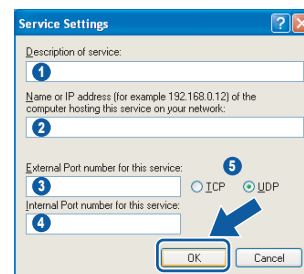 Service Settings
Description of service:
1
Name or IP address (for example 192.168.0.12) of the
computer hosting this service on your network:
2
External Port number for this service:
5
3
TCP
UDP
Internal Port number for this service:
4
OK
Cancel